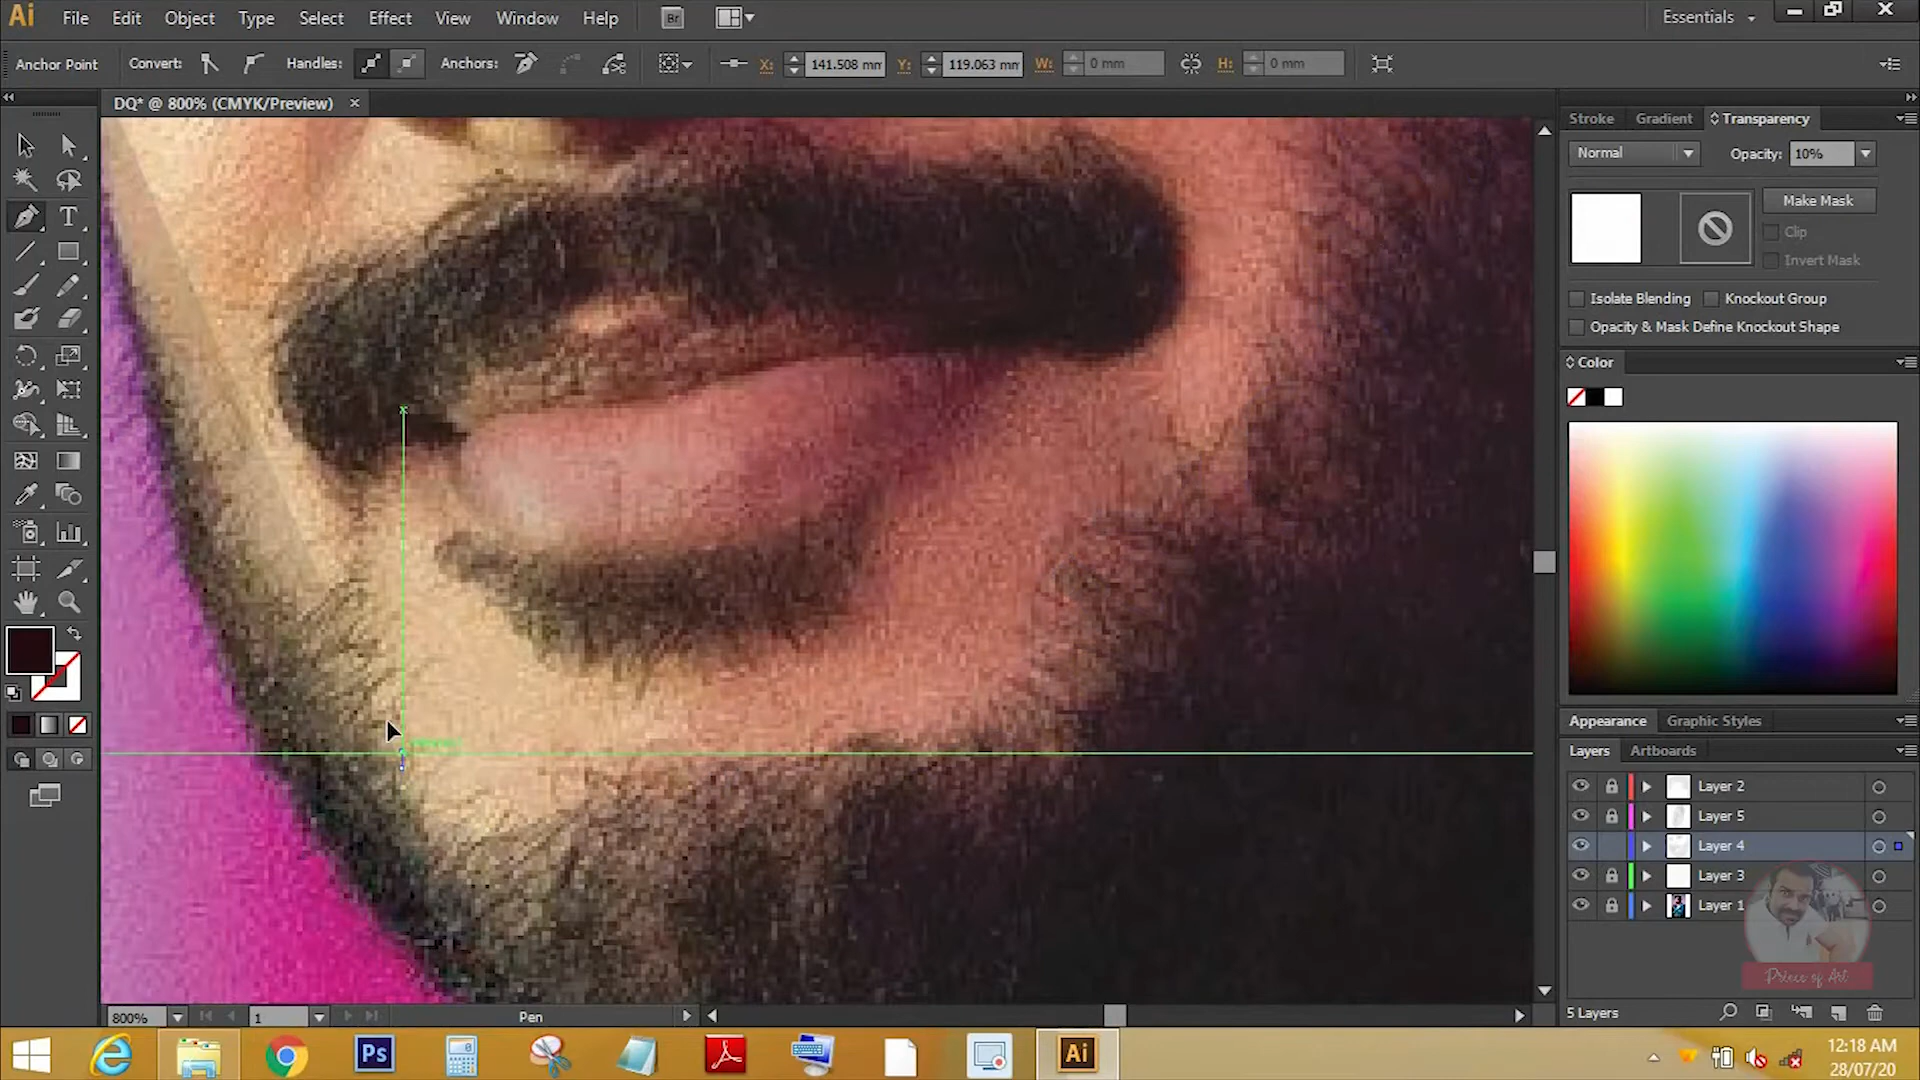 Ai File Edit Object Type Select Effect View Window Help Br Essentials
Anchor Point Convert: Handles: Anchors: X: 141.508 mm Y: 119.063 mm W: 0 mm H: 0 mm
DQ* @ 800% (CMYK/Preview)
Stroke Gradient Transparency
Normal Opacity: 10%
Make Mask
Clip
Invert Mask
Isolate Blending Knockout Group
Opacity & Mask Define Knockout Shape
Color
Appearance Graphic Styles
Layers Artboards
Layer 2
Layer 5
Layer 4
Layer 3
Layer 1
Prince of Art
5 Layers
800% 1 Pen
Ps Ai
12:18 AM
28/07/20